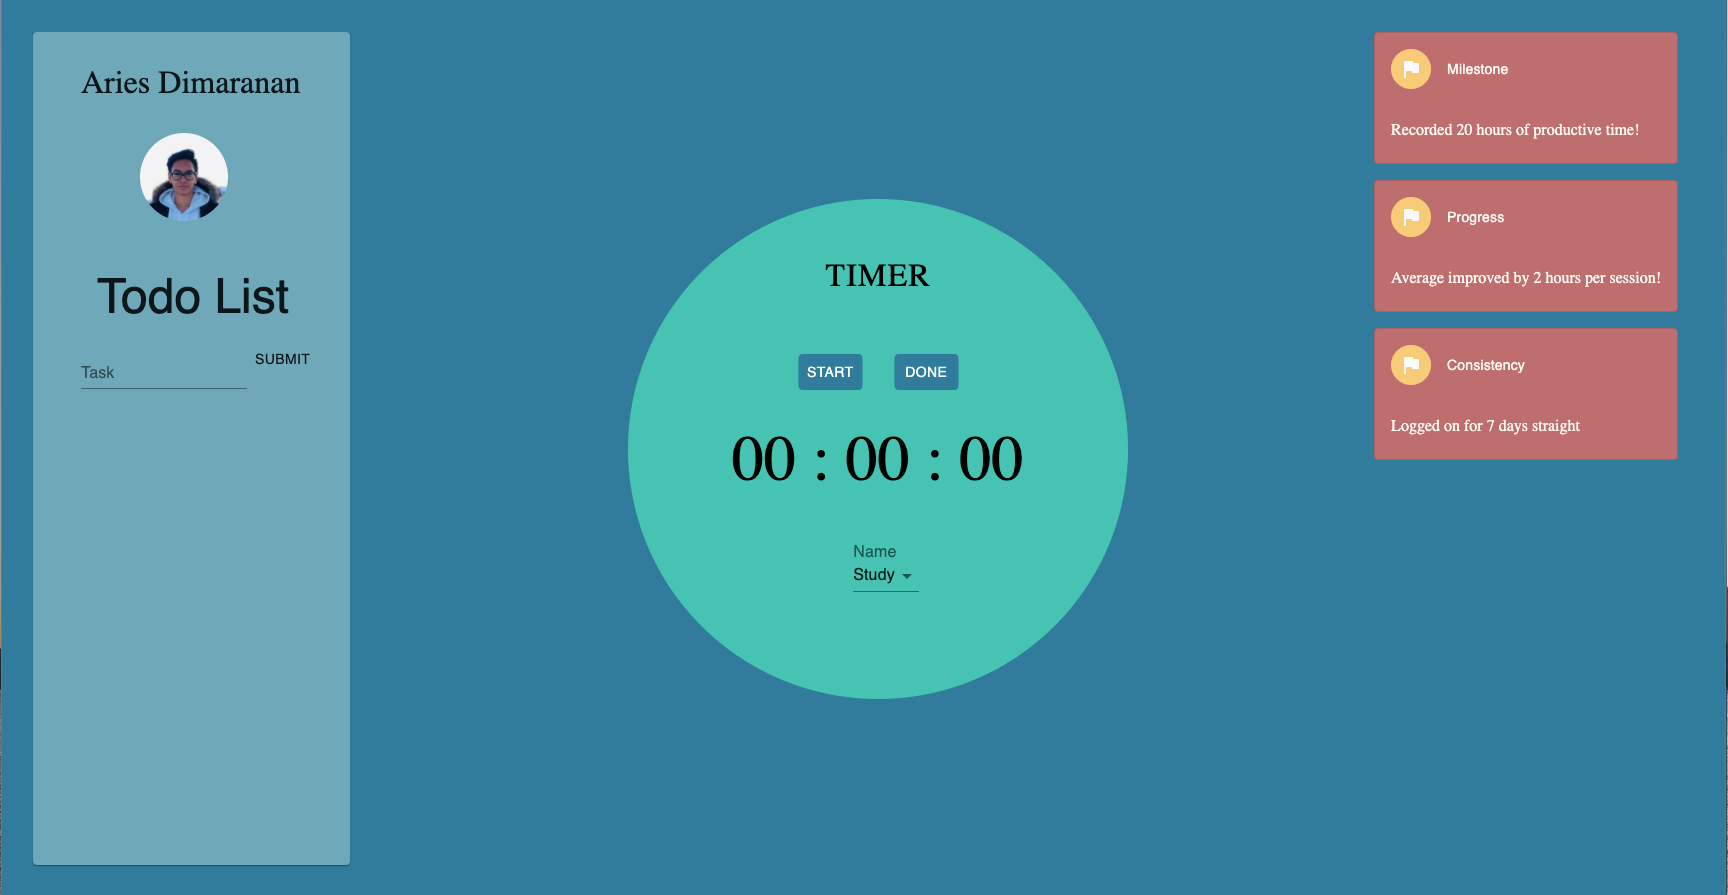 Aries Dimaranan
Todo List
Task
SUBMIT
TIMER
START
DONE
00 : 00 : 00
Name
Study
Milestone
Recorded 20 hours of productive time!
Progress
Average improved by 2 hours per session!
Consistency
Logged on for 7 days straight